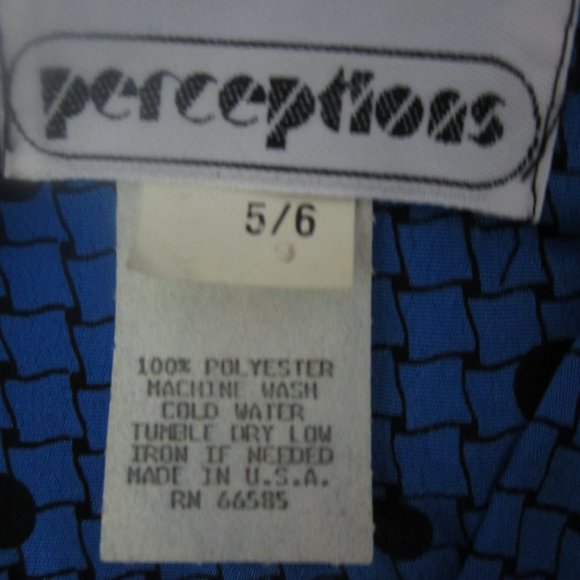 perceptions
5/6
100% POLYESTER
MACHINE WASH
COLD WATER
TUMBLE DRY LOW
IRON IF NEEDED
MADE IN U.S.A.
RN 66585